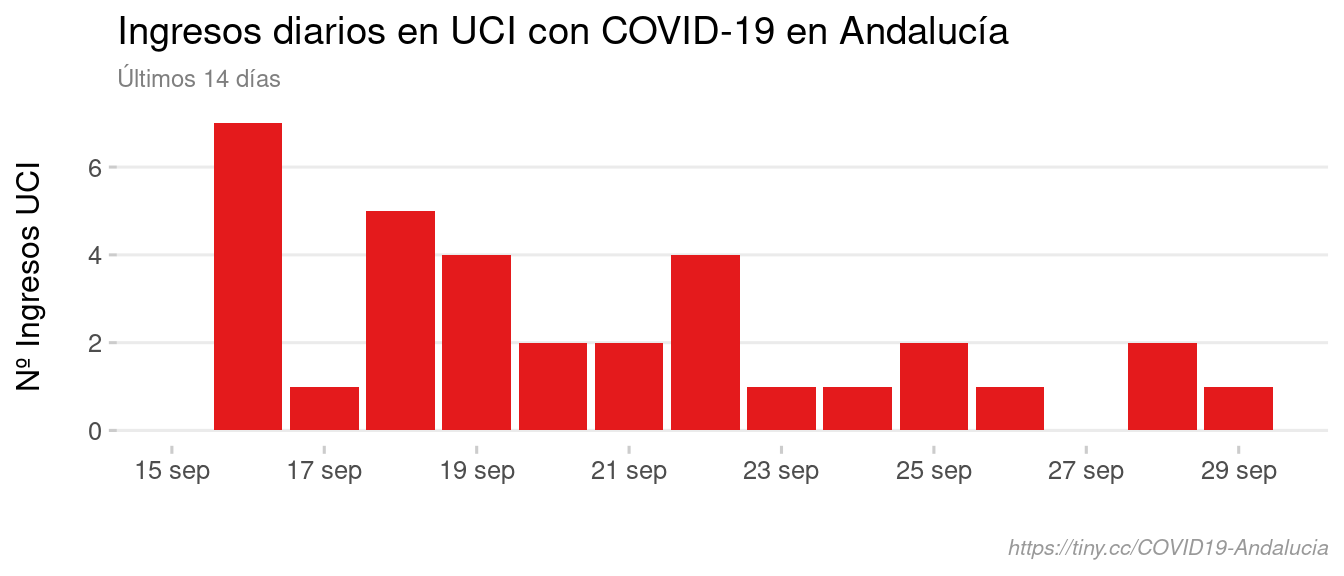 Ingresos diarios en UCI con COVID-19 en Andalucía
Últimos 14 días
Nº Ingresos UCI
6
4
2
0
15 sep 17 sep 19 sep 21 sep 23 sep 25 sep 27 sep 29 sep
https://tiny.cc/COVID19-Andalucia